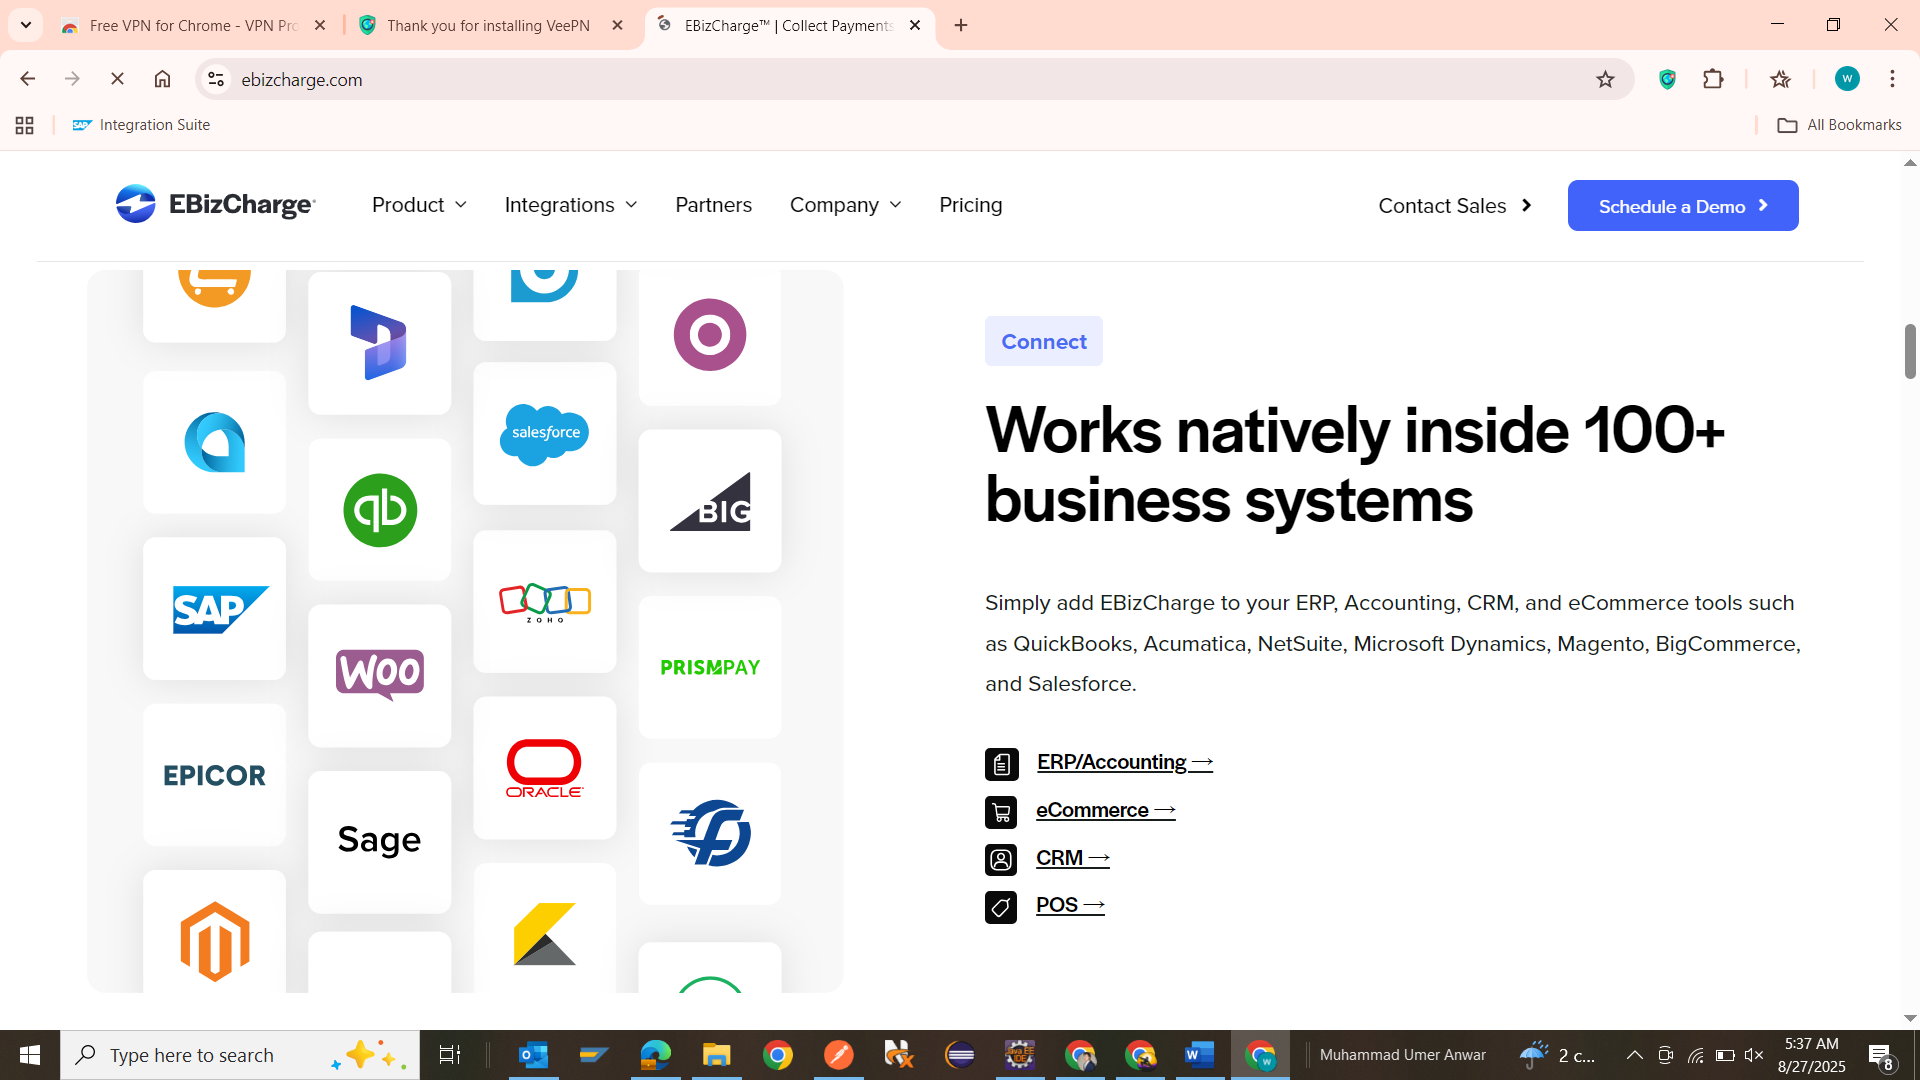 Free VPN for Chrome - VPN Pro
Thank you for installing VeePN
EBizCharge™ | Collect Payments
ebizcharge.com
W
SAP Integration Suite
All Bookmarks
EBizCharge
Product
Integrations
Partners
Company
Pricing
Contact Sales
Schedule a Demo
salesforce
qb
BIG
SAP
ZOHO
WOO
PRISMPAY
EPICOR
ORACLE
Sage
Connect
Works natively inside 100+
business systems
Simply add EBizCharge to your ERP, Accounting, CRM, and eCommerce tools such
as QuickBooks, Acumatica, NetSuite, Microsoft Dynamics, Magento, BigCommerce,
and Salesforce.
ERP/Accounting →
eCommerce →
CRM →
POS →
Type here to search
Muhammad Umer Anwar
2 c...
5:37 AM
8/27/2025
8